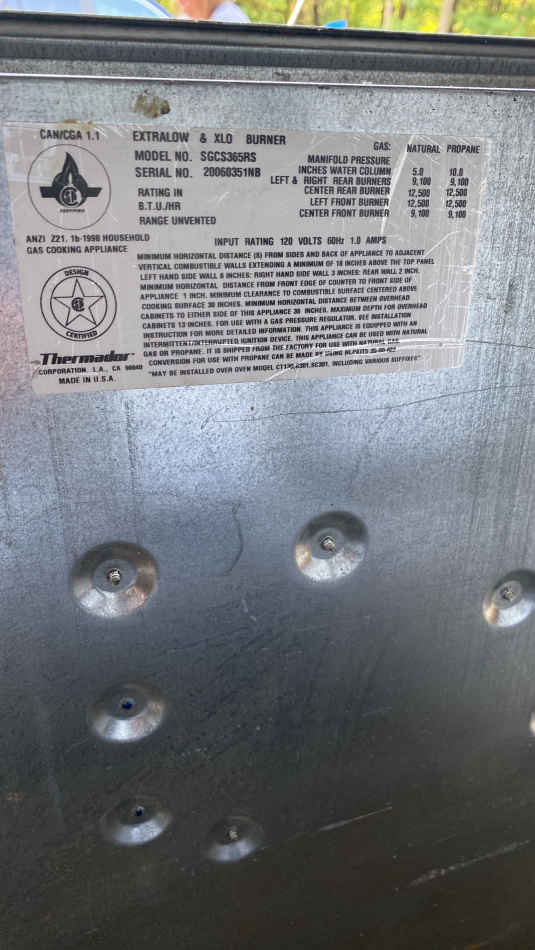 CAN/CGA 1.1
EXTRALOW & XLO BURNER
MODEL NO. SGCS365RS
SERIAL NO. 20060351NB
RATING IN
B.T.U./HR
RANGE UNVENTED
GAS: NATURAL PROPANE
MANIFOLD PRESSURE
INCHES WATER COLUMN 5.0 10.0
LEFT & RIGHT REAR BURNERS 9,100 9,100
CENTER REAR BURNER 12,500 12,500
LEFT FRONT BURNER 12,500 12,500
CENTER FRONT BURNER 9,100 9,100
CERTIFIED
ANZI Z21. 1b-1998 HOUSEHOLD
GAS COOKING APPLIANCE
INPUT RATING 120 VOLTS 60Hz 1.0 AMPS
DESIGN
CERTIFIED
MINIMUM HORIZONTAL DISTANCE (S) FROM SIDES AND BACK OF APPLIANCE TO ADJACENT
VERTICAL COMBUSTIBLE WALLS EXTENDING A MINIMUM OF 18 INCHES ABOVE THE TOP PANEL
LEFT HAND SIDE WALL 6 INCHES: RIGHT HAND SIDE WALL 3 INCHES: REAR WALL 2 INCH.
MINIMUM HORIZONTAL DISTANCE FROM FRONT EDGE OF COUNTER TO FRONT SIDE OF
APPLIANCE 1 INCH. MINIMUM CLEARANCE TO COMBUSTIBLE SURFACE CENTERED ABOVE
COOKING SURFACE 30 INCHES. MINIMUM HORIZONTAL DISTANCE BETWEEN OVERHEAD
CABINETS TO EITHER SIDE OF THIS APPLIANCE 36 INCHES. MAXIMUM DEPTH FOR OVERHEAD
CABINETS 13 INCHES. FOR USE WITH A GAS PRESSURE REGULATOR. SEE INSTALLATION
INSTRUCTION FOR MORE DETAILED INFORMATION. THIS APPLIANCE IS EQUIPPED WITH AN
INTERMITTENT/INTERRUPTED IGNITION DEVICE. THIS APPLIANCE CAN BE USED WITH NATURAL
GAS OR PROPANE. IT IS SHIPPED FROM THE FACTORY FOR USE WITH NATURAL GAS
CONVERSION FOR USE WITH PROPANE CAN BE MADE BY USING
"MAY BE INSTALLED OVER OVEN MODEL INCLUDING VARIOUS SUFFIXES"
Thermador
CORPORATION. L.A., CA
MADE IN U.S.A.